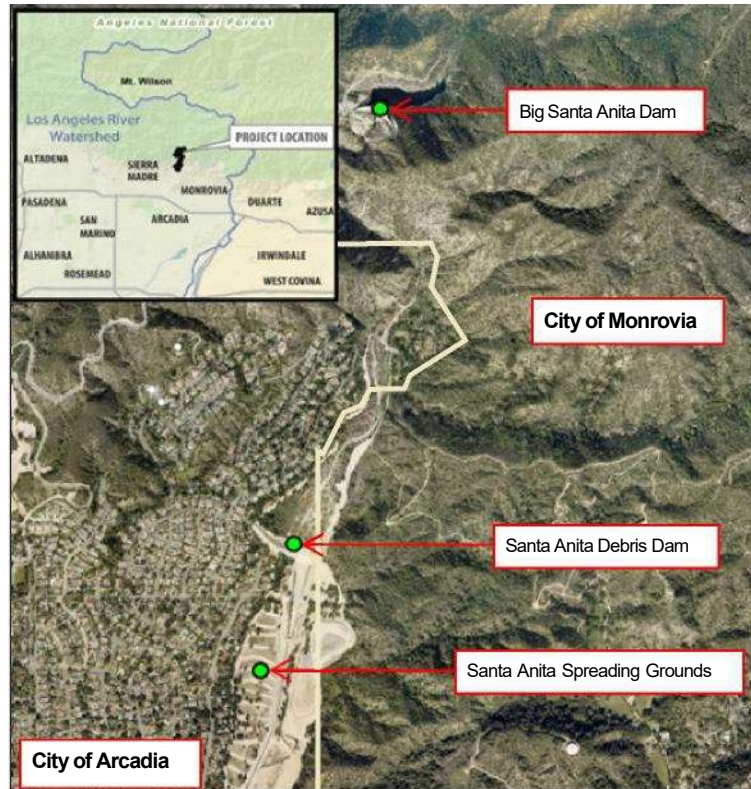 Angeles National Forest
Mt. Wilson
Los Angeles River
Watershed
PROJECT LOCATION
ALTADENA
SIERRA
MADRE
MONROVIA
PASADENA
DUARTE
ARCADIA
AZUSA
SAN
MARINO
ALHAMBRA
IRWINDALE
ROSEMEAD
WEST COVINA
Big Santa Anita Dam
City of Monrovia
Santa Anita Debris Dam
Santa Anita Spreading Grounds
City of Arcadia